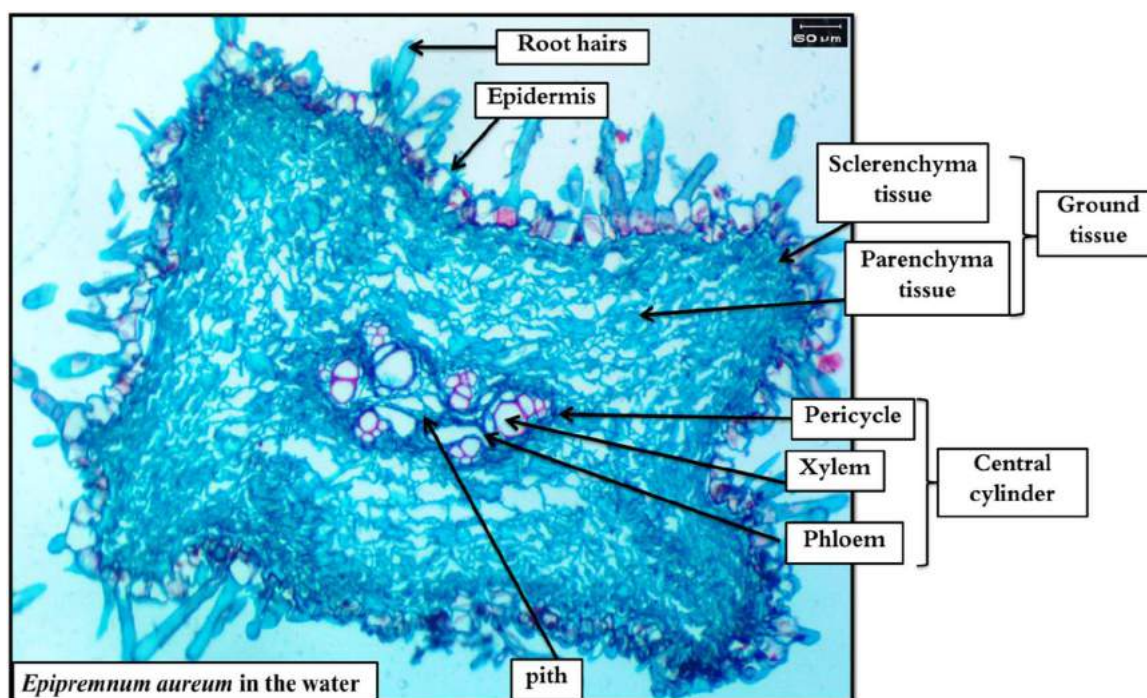 60 µm
Root hairs
Epidermis
Sclerenchyma
tissue
Ground
tissue
Parenchyma
tissue
Pericycle
Xylem
Central
cylinder
Phloem
pith
Epipremnum aureum in the water